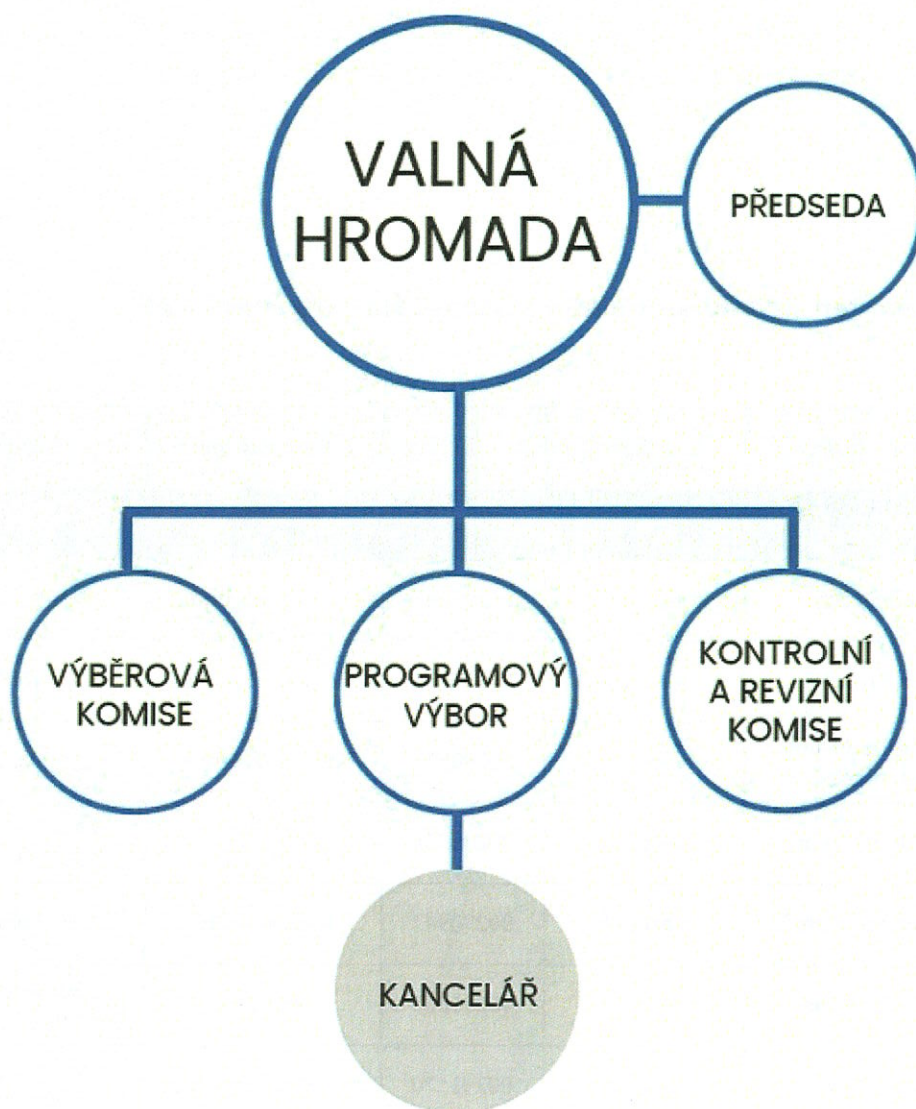 VALNÁ
HROMADA
PŘEDSEDA
VÝBĚROVÁ
KOMISE
PROGRAMOVÝ
VÝBOR
KONTROLNÍ
A REVIZNÍ
KOMISE
KANCELÁŘ